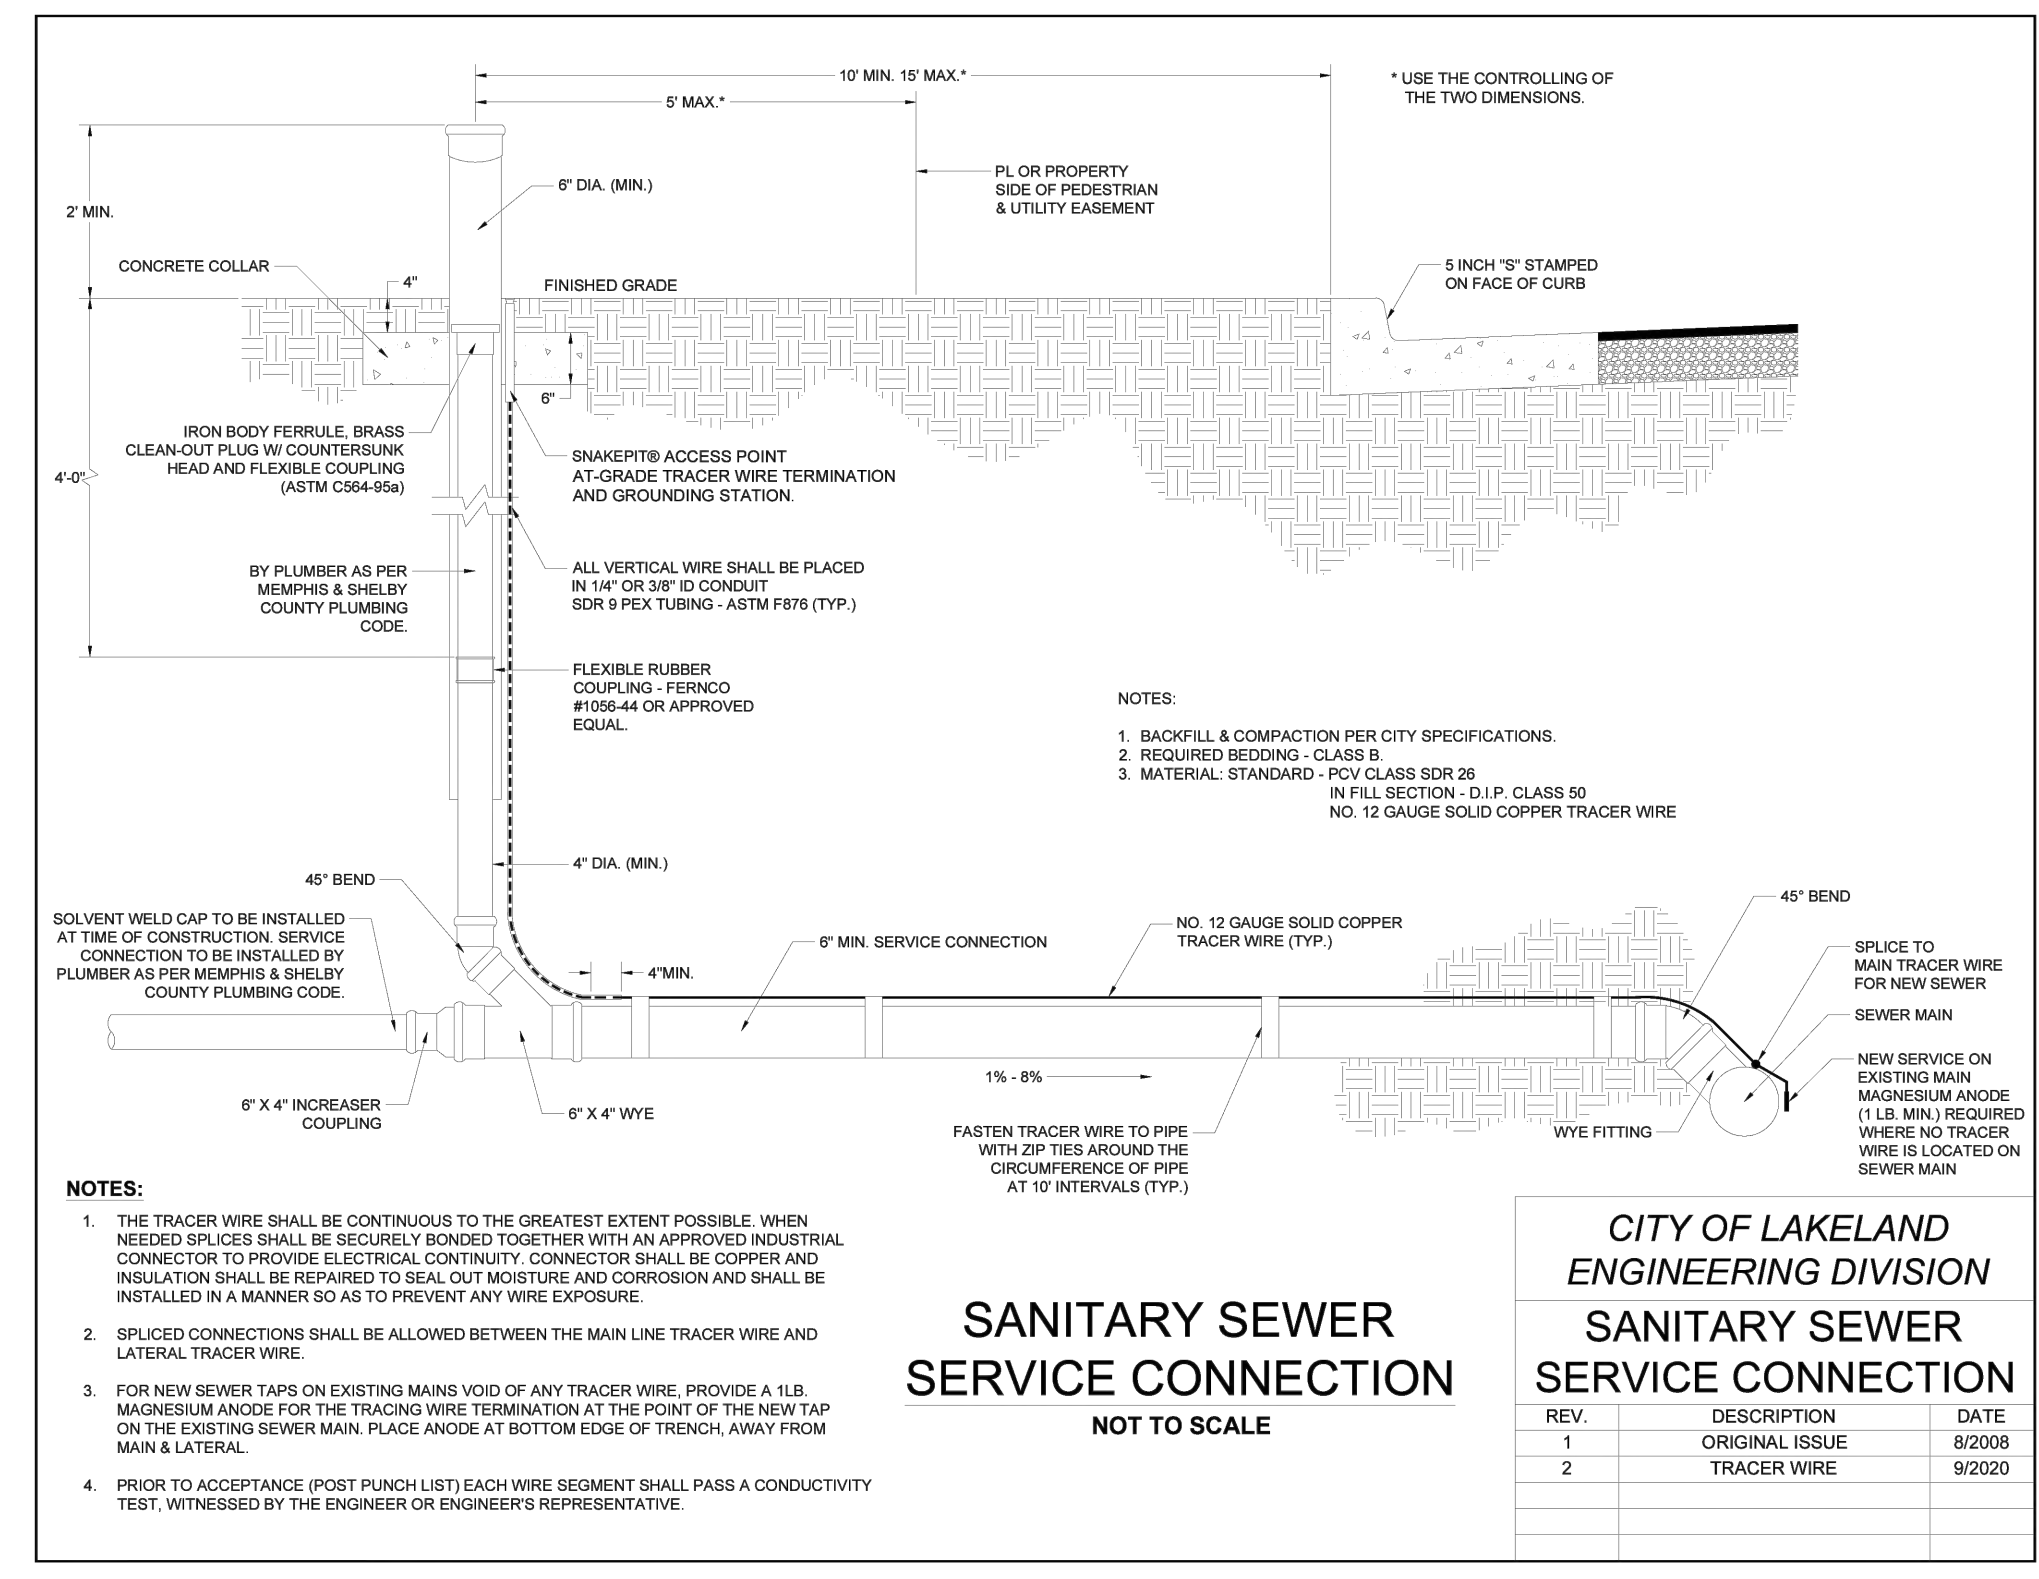 10' MIN. 15' MAX.*
5' MAX.*
* USE THE CONTROLLING OF
THE TWO DIMENSIONS.
PL OR PROPERTY
SIDE OF PEDESTRIAN
& UTILITY EASEMENT
6" DIA. (MIN.)
2' MIN.
CONCRETE COLLAR
4"
FINISHED GRADE
5 INCH "S" STAMPED
ON FACE OF CURB
6"
IRON BODY FERRULE, BRASS
CLEAN-OUT PLUG W/ COUNTERSUNK
HEAD AND FLEXIBLE COUPLING
(ASTM C564-95a)
4'-0"
SNAKEPIT® ACCESS POINT
AT-GRADE TRACER WIRE TERMINATION
AND GROUNDING STATION.
BY PLUMBER AS PER
MEMPHIS & SHELBY
COUNTY PLUMBING
CODE.
ALL VERTICAL WIRE SHALL BE PLACED
IN 1/4" OR 3/8" ID CONDUIT
SDR 9 PEX TUBING - ASTM F876 (TYP.)
FLEXIBLE RUBBER
COUPLING - FERNCO
#1056-44 OR APPROVED
EQUAL.
NOTES:
1. BACKFILL & COMPACTION PER CITY SPECIFICATIONS.
2. REQUIRED BEDDING - CLASS B.
3. MATERIAL: STANDARD - PCV CLASS SDR 26
IN FILL SECTION - D.I.P. CLASS 50
NO. 12 GAUGE SOLID COPPER TRACER WIRE
4" DIA. (MIN.)
45° BEND
SOLVENT WELD CAP TO BE INSTALLED
AT TIME OF CONSTRUCTION. SERVICE
CONNECTION TO BE INSTALLED BY
PLUMBER AS PER MEMPHIS & SHELBY
COUNTY PLUMBING CODE.
4"MIN.
6" MIN. SERVICE CONNECTION
NO. 12 GAUGE SOLID COPPER
TRACER WIRE (TYP.)
45° BEND
SPLICE TO
MAIN TRACER WIRE
FOR NEW SEWER
SEWER MAIN
NEW SERVICE ON
EXISTING MAIN
MAGNESIUM ANODE
(1 LB. MIN.) REQUIRED
WHERE NO TRACER
WIRE IS LOCATED ON
SEWER MAIN
1% - 8%
6" X 4" INCREASER
COUPLING
6" X 4" WYE
FASTEN TRACER WIRE TO PIPE
WITH ZIP TIES AROUND THE
CIRCUMFERENCE OF PIPE
AT 10' INTERVALS (TYP.)
WYE FITTING
NOTES:
1. THE TRACER WIRE SHALL BE CONTINUOUS TO THE GREATEST EXTENT POSSIBLE. WHEN
NEEDED SPLICES SHALL BE SECURELY BONDED TOGETHER WITH AN APPROVED INDUSTRIAL
CONNECTOR TO PROVIDE ELECTRICAL CONTINUITY. CONNECTOR SHALL BE COPPER AND
INSULATION SHALL BE REPAIRED TO SEAL OUT MOISTURE AND CORROSION AND SHALL BE
INSTALLED IN A MANNER SO AS TO PREVENT ANY WIRE EXPOSURE.
2. SPLICED CONNECTIONS SHALL BE ALLOWED BETWEEN THE MAIN LINE TRACER WIRE AND
LATERAL TRACER WIRE.
3. FOR NEW SEWER TAPS ON EXISTING MAINS VOID OF ANY TRACER WIRE, PROVIDE A 1LB.
MAGNESIUM ANODE FOR THE TRACING WIRE TERMINATION AT THE POINT OF THE NEW TAP
ON THE EXISTING SEWER MAIN. PLACE ANODE AT BOTTOM EDGE OF TRENCH, AWAY FROM
MAIN & LATERAL.
4. PRIOR TO ACCEPTANCE (POST PUNCH LIST) EACH WIRE SEGMENT SHALL PASS A CONDUCTIVITY
TEST, WITNESSED BY THE ENGINEER OR ENGINEER'S REPRESENTATIVE.
SANITARY SEWER
SERVICE CONNECTION
NOT TO SCALE
CITY OF LAKELAND
ENGINEERING DIVISION
SANITARY SEWER
SERVICE CONNECTION
REV. DESCRIPTION DATE
1 ORIGINAL ISSUE 8/2008
2 TRACER WIRE 9/2020